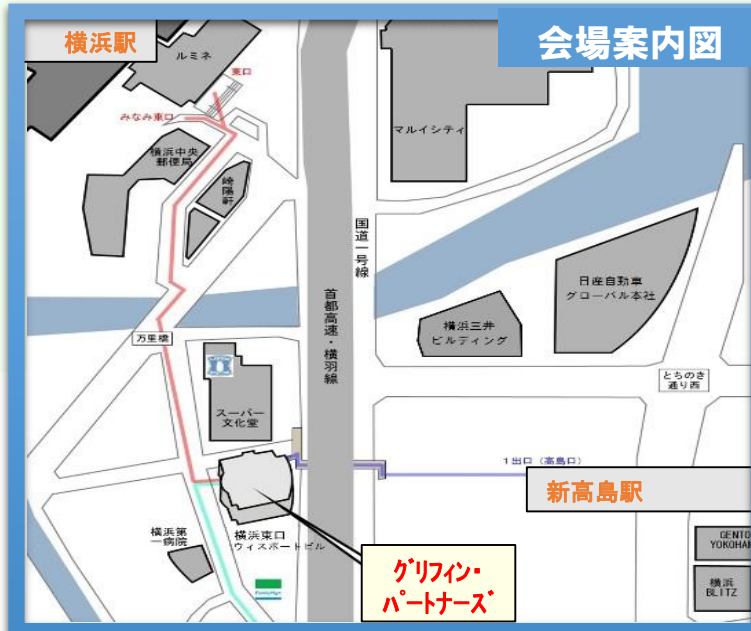 会場案内図
横浜駅
ルミネ
東口
みなみ東口
横浜中央
郵便局
崎陽軒
マルイシティ
国道一号線
首都高速・横羽線
日産自動車
グローバル本社
横浜三井
ビルディング
万里橋
とちのき
通り西
スーパー
文化堂
1出口(高島口)
新高島駅
横浜第
一病院
横浜東口
ウィスポートビル
グリフィン・
パートナーズ
FamilyMart
GENTO
YOKOHAM
横浜
BLITZ